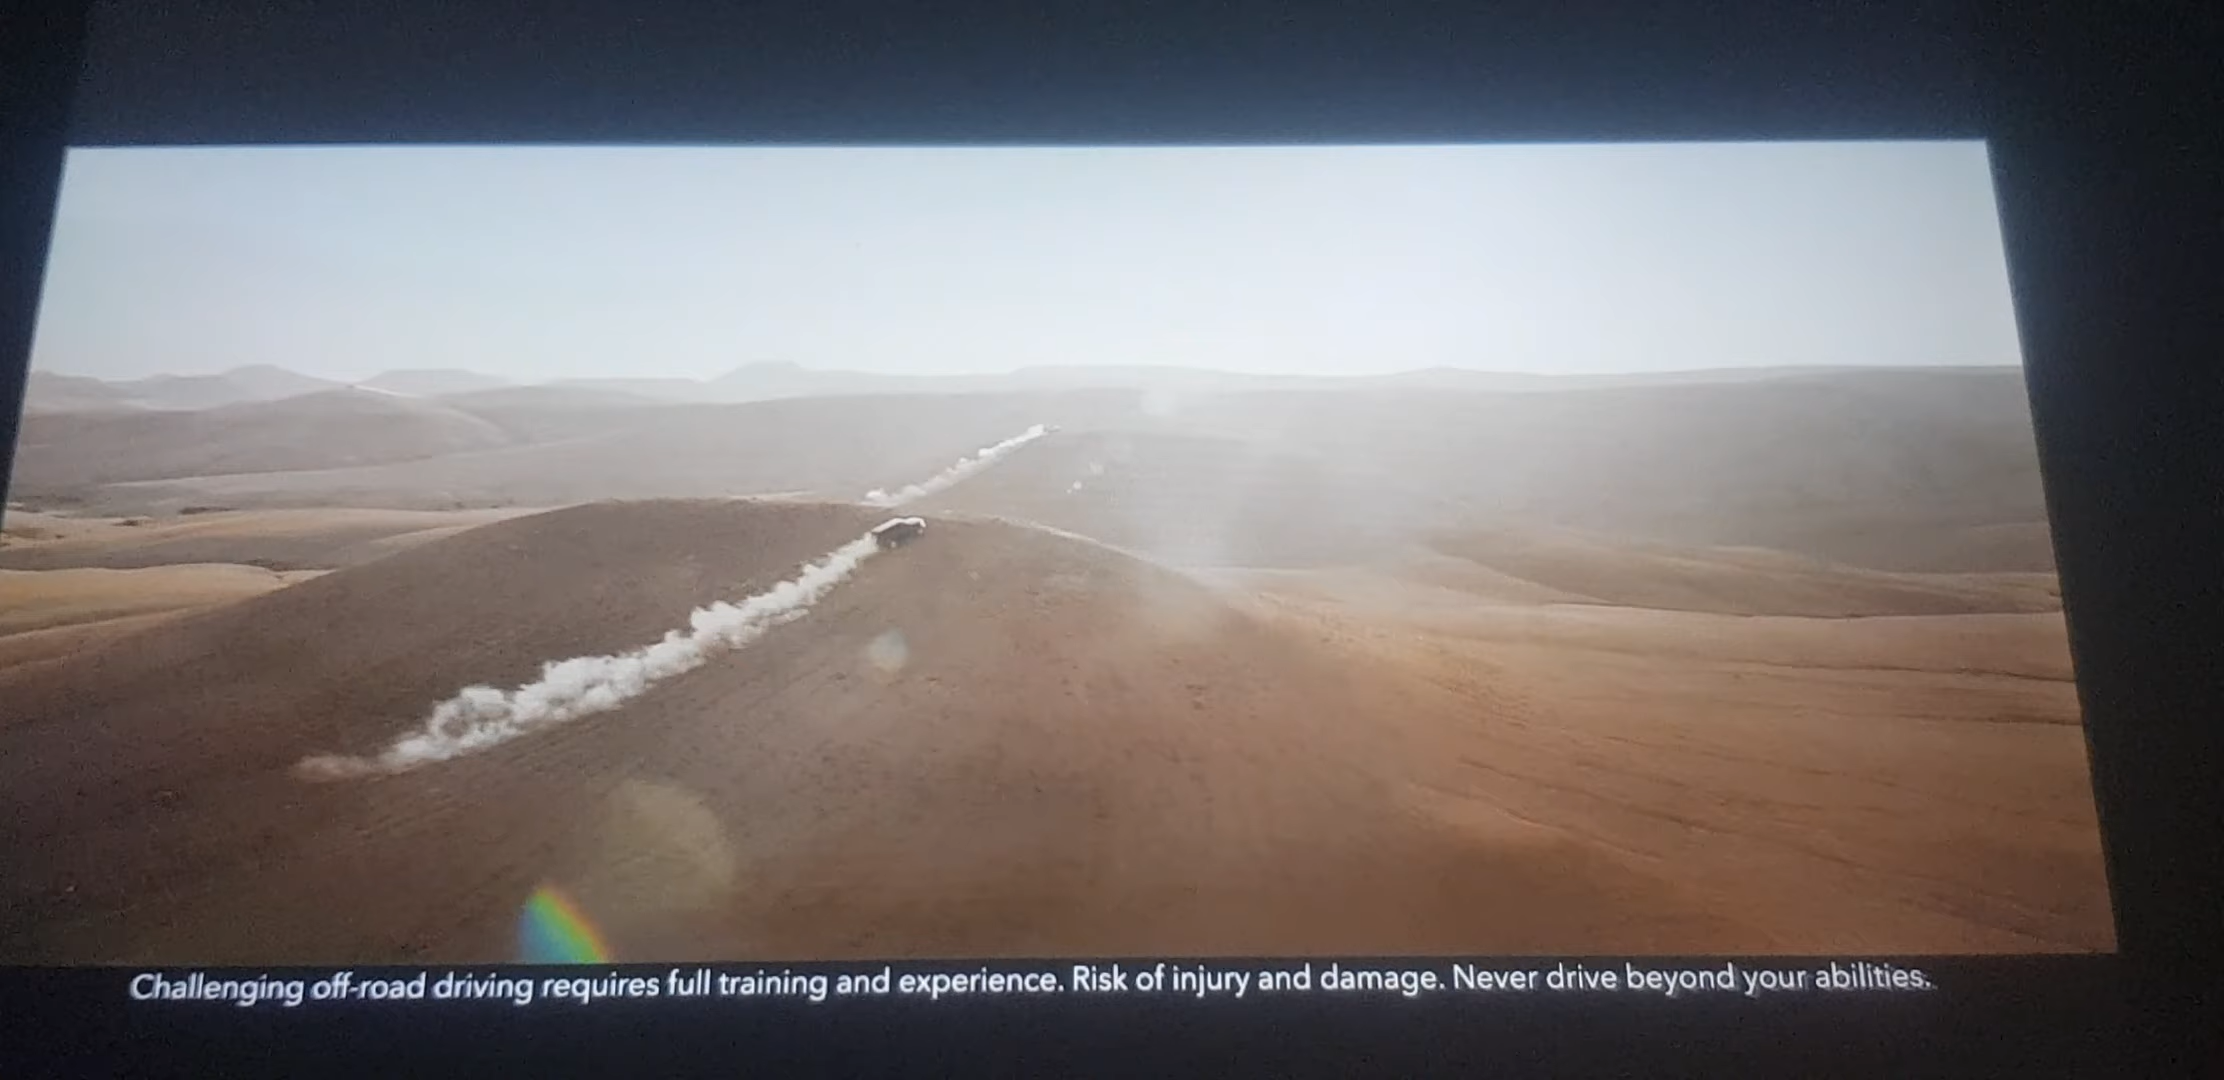 Challenging off-road driving requires full training and experience. Risk of injury and damage. Never drive beyond your abilities.